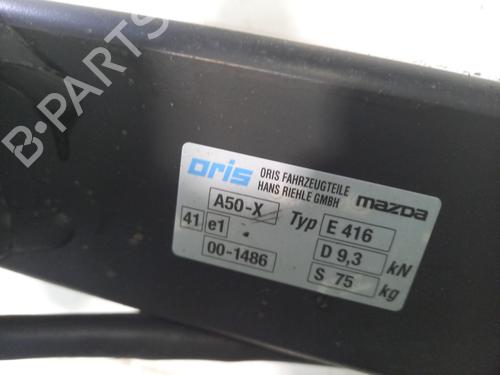 B-PARTS
oris ORIS FAHRZEUGTEILE
HANS RIEHLE GMBH mazda
A50-X Typ E 416
41 e1 D 9,3 kN
00-1486 S 75 kg